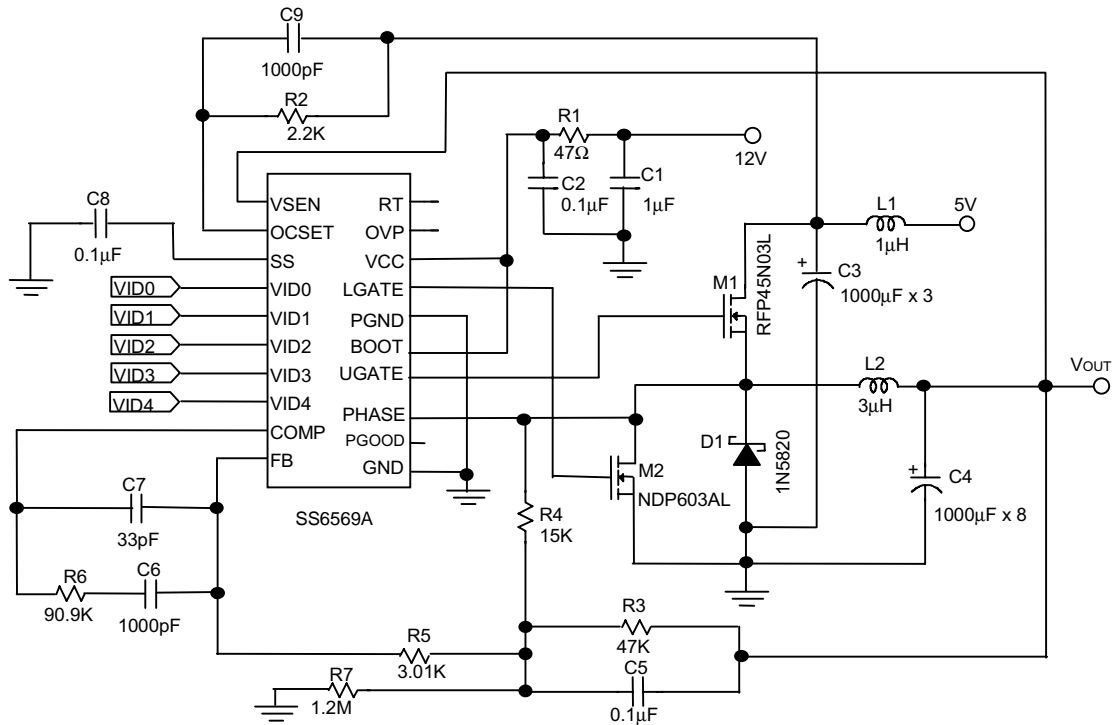 C9
1000pF
R2
2.2K
R1
47Ω
12V
C2
0.1µF
C1
1µF
C8
0.1µF
VSEN
OCSET
SS
VID0
VID1
VID2
VID3
VID4
COMP
FB
RT
OVP
VCC
LGATE
PGND
BOOT
UGATE
PHASE
PGOOD
GND
SS6569A
VID0
VID1
VID2
VID3
VID4
L1
1µH
5V
M1
RFP45N03L
+
C3
1000µF x 3
L2
3µH
VOUT
D1
1N5820
M2
NDP603AL
+
C4
1000µF x 8
C7
33pF
R6
90.9K
C6
1000pF
R4
15K
R3
47K
R5
3.01K
C5
0.1µF
R7
1.2M